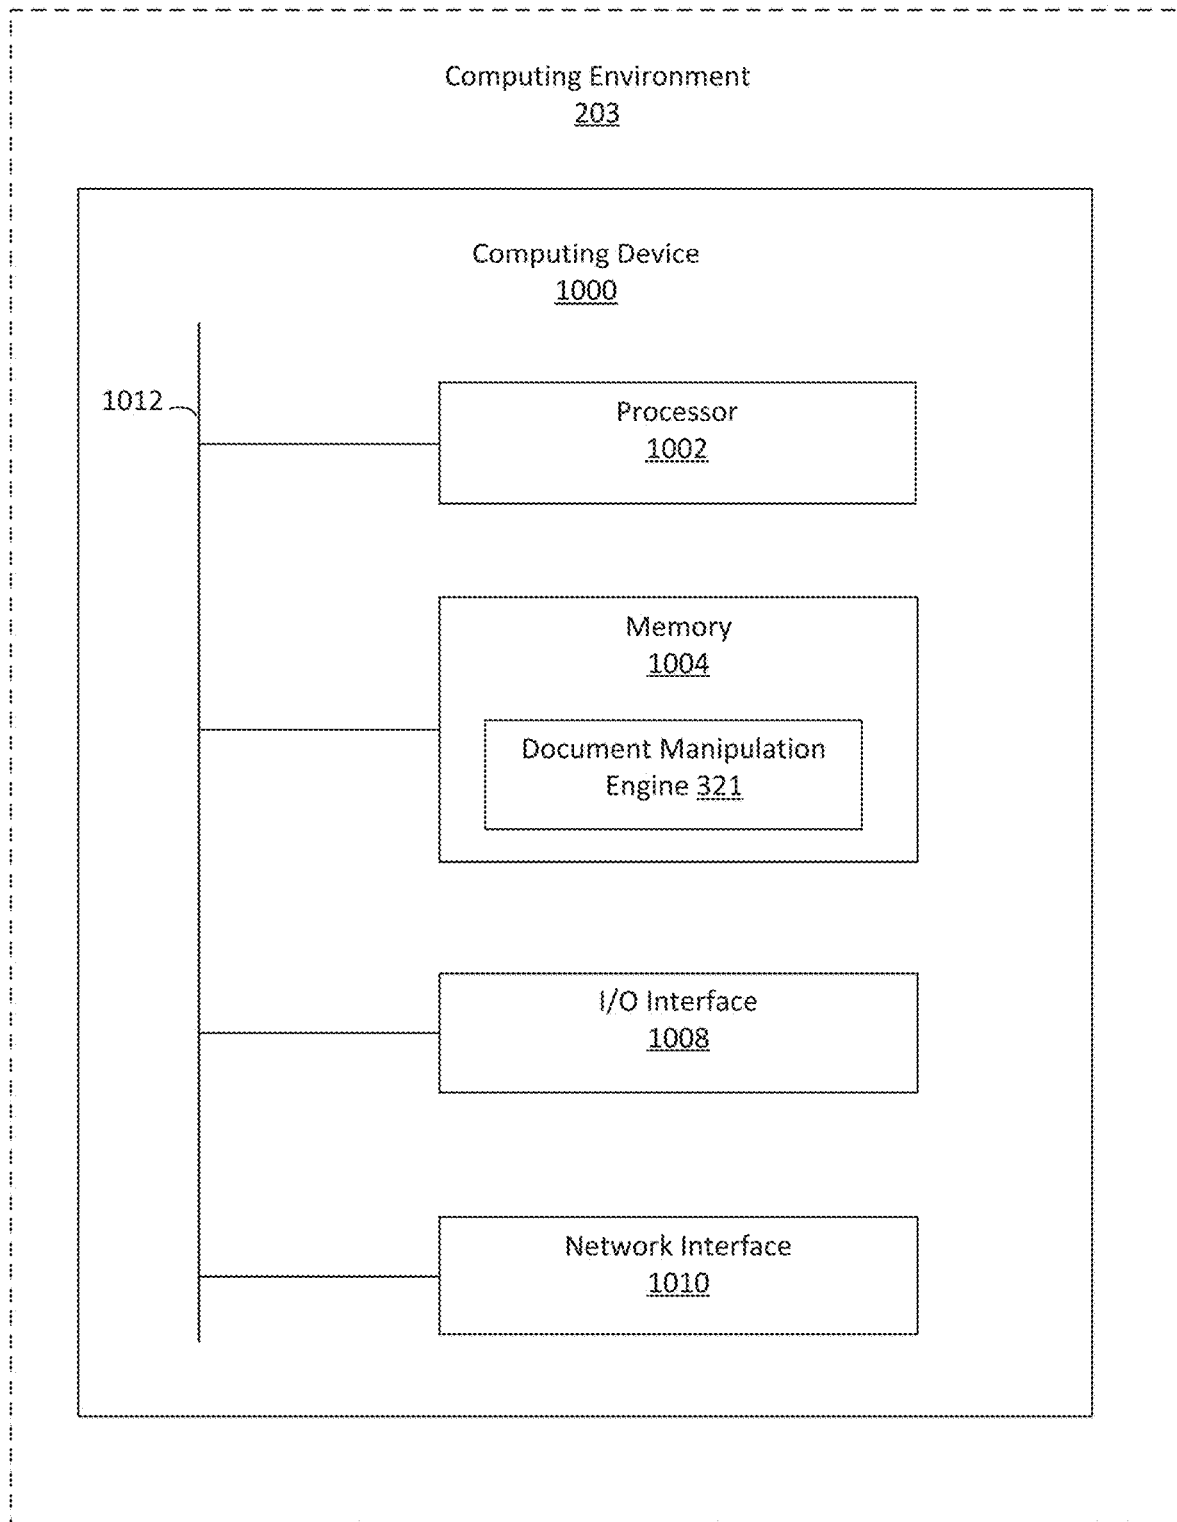 Computing Environment
203
Computing Device
1000
1012
Processor
1002
Memory
1004
Document Manipulation
Engine 321
I/O Interface
1008
Network Interface
1010